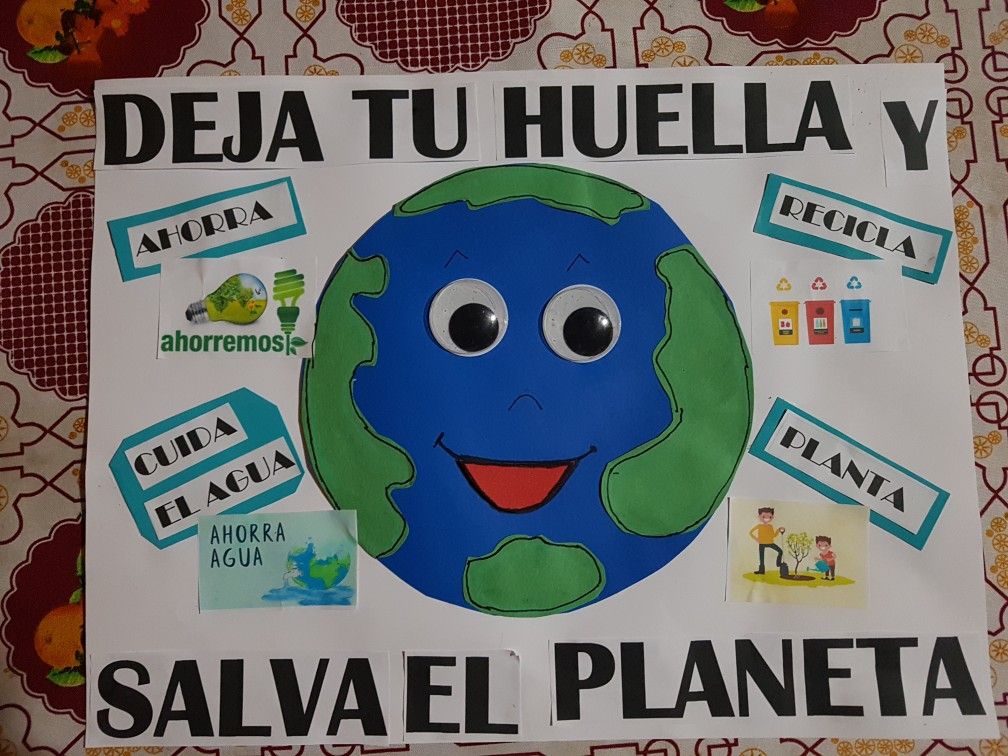 DEJA TU HUELLA Y
AHORRA
ahorremos
RECICLA
CUIDA
EL AGUA
AHORRA
AGUA
PLANTA
SALVA EL PLANETA